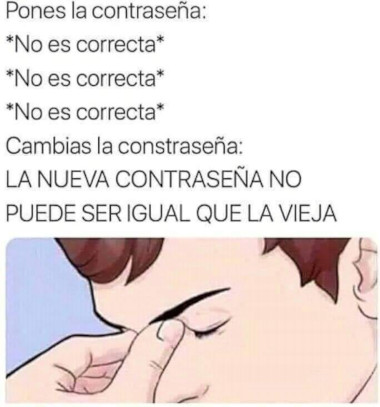 Pones la contraseña:
*No es correcta*
*No es correcta*
*No es correcta*
Cambias la constraseña:
LA NUEVA CONTRASEÑA NO
PUEDE SER IGUAL QUE LA VIEJA